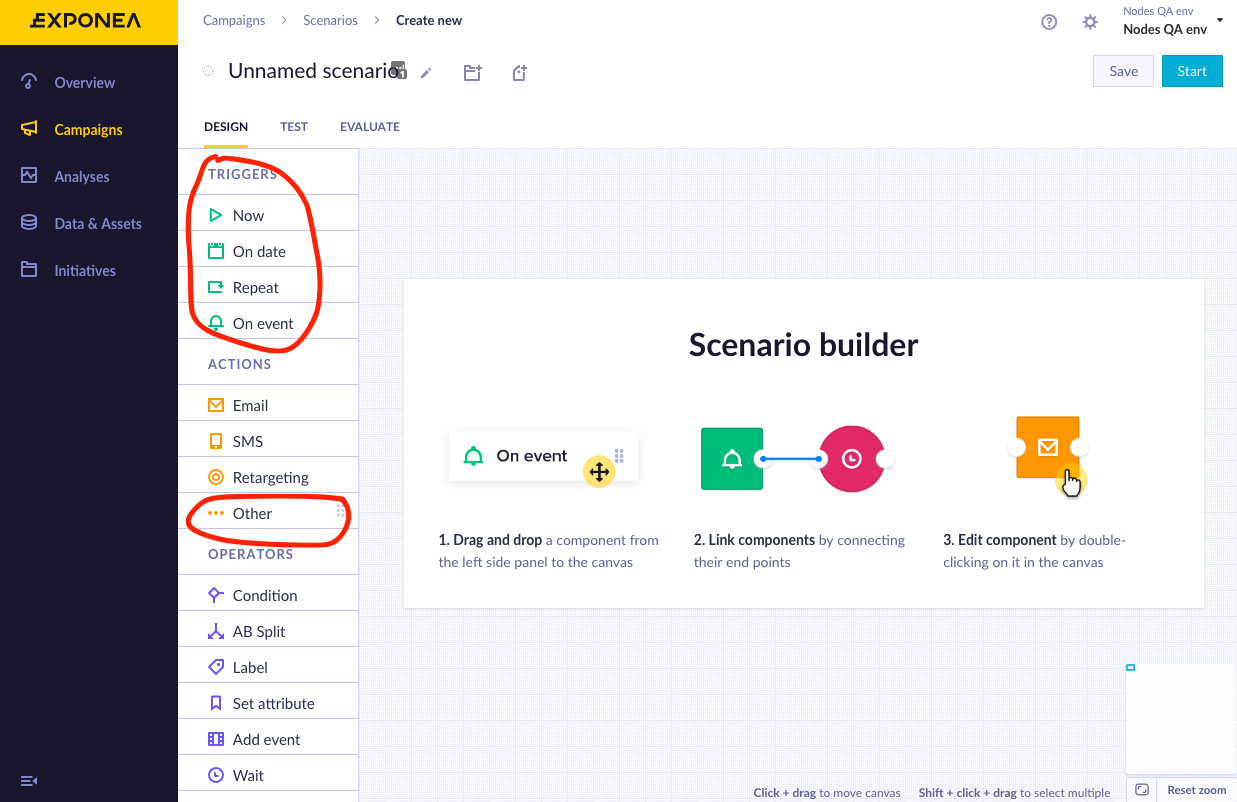 EXPONEA
Campaigns > Scenarios > Create new
Nodes QA env
Nodes QA env
Unnamed scenario
Save
Start
DESIGN
TEST
EVALUATE
Overview
Campaigns
Analyses
Data & Assets
Initiatives
TRIGGERS
Now
On date
Repeat
On event
ACTIONS
Email
SMS
Retargeting
Other
OPERATORS
Condition
AB Split
Label
Set attribute
Add event
Wait
Scenario builder
On event
1. Drag and drop a component from
the left side panel to the canvas
2. Link components by connecting
their end points
3. Edit component by double-
clicking on it in the canvas
Click + drag to move canvas
Shift + click + drag to select multiple
Reset zoom